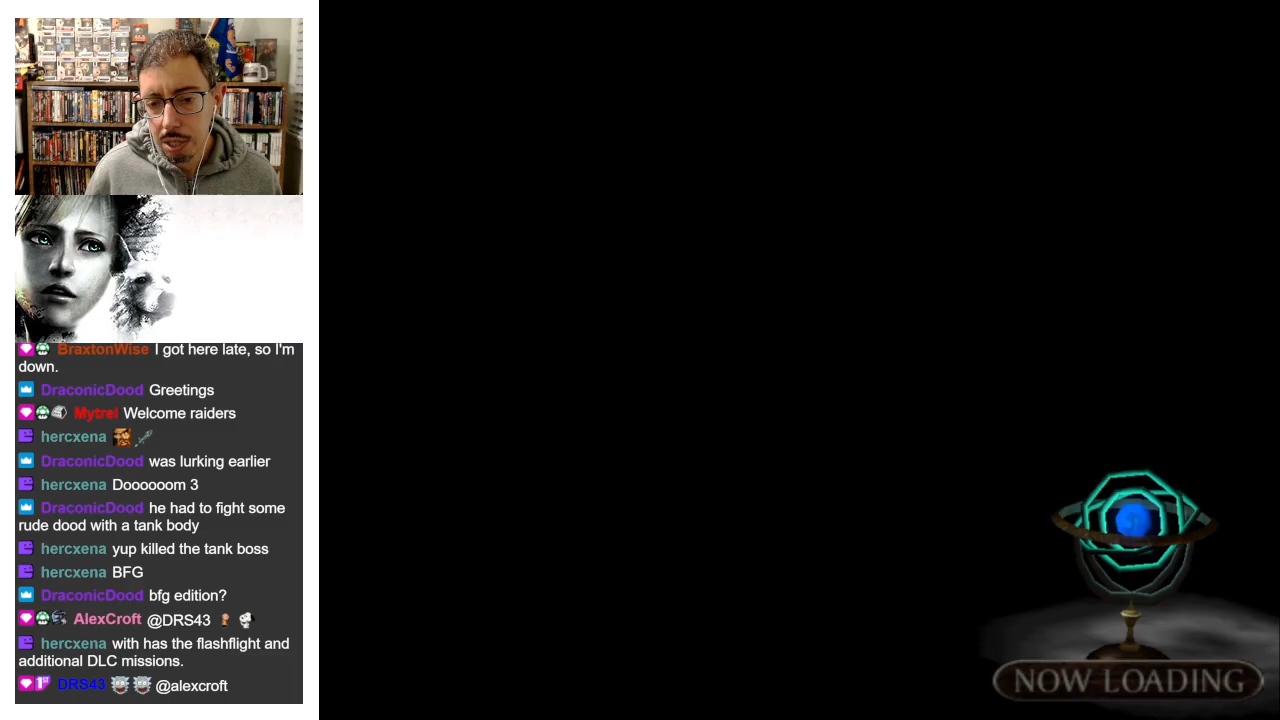 BraxtonWise I got here late, so I'm
down.
DraconicDood Greetings
Mytrel Welcome raiders
hercxena
DraconicDood was lurking earlier
hercxena Doooooom 3
DraconicDood he had to fight some
rude dood with a tank body
hercxena yup killed the tank boss
hercxena BFG
DraconicDood bfg edition?
AlexCroft @DRS43
hercxena with has the flashflight and
additional DLC missions.
DRS43 @alexcroft
NOW LOADING